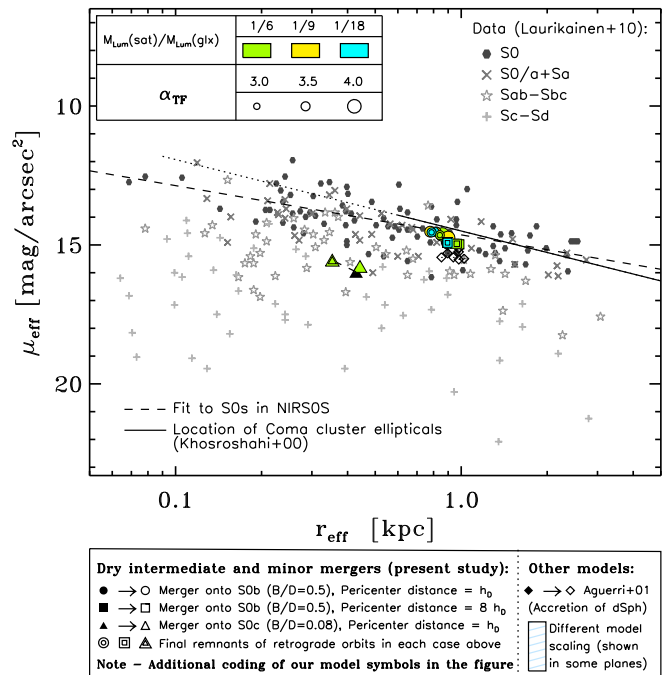 M_Lum(sat)/M_Lum(glx) 1/6 1/9 1/18
α_TF 3.0 3.5 4.0
Data (Laurikainen+10):
S0
S0/a+Sa
Sab-Sbc
Sc-Sd
10
15
20
μ_eff [mag/arcsec²]
Fit to S0s in NIRS0S
Location of Coma cluster ellipticals
(Khosroshahi+00)
0.1 1.0
r_eff [kpc]
Dry intermediate and minor mergers (present study):
● → ○ Merger onto S0b (B/D=0.5), Pericenter distance = h_D
■ → □ Merger onto S0b (B/D=0.5), Pericenter distance = 8 h_D
▲ → △ Merger onto S0c (B/D=0.08), Pericenter distance = h_D
Final remnants of retrograde orbits in each case above
Note - Additional coding of our model symbols in the figure
Other models:
◆ → ◇ Aguerri+01
(Accretion of dSph)
Different model
scaling (shown
in some planes)